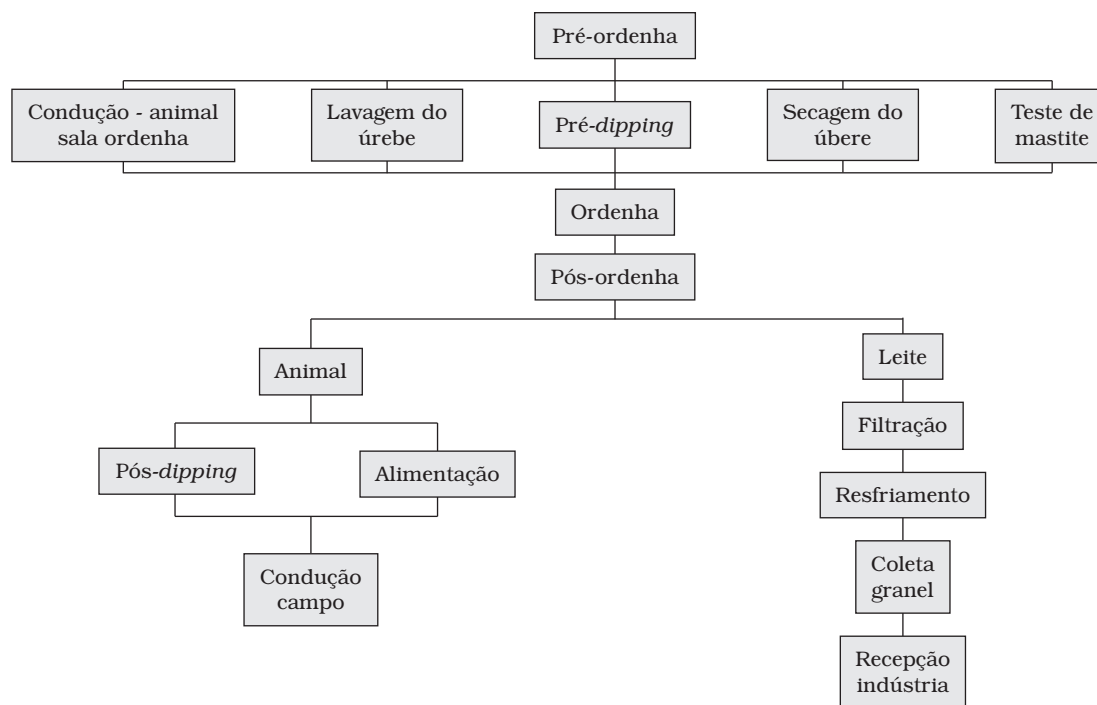 Pré-ordenha
Condução - animal
sala ordenha
Lavagem do
úrebe
Pré-dipping
Secagem do
úbere
Teste de
mastite
Ordenha
Pós-ordenha
Animal
Leite
Pós-dipping
Alimentação
Condução
campo
Filtração
Resfriamento
Coleta
granel
Recepção
indústria